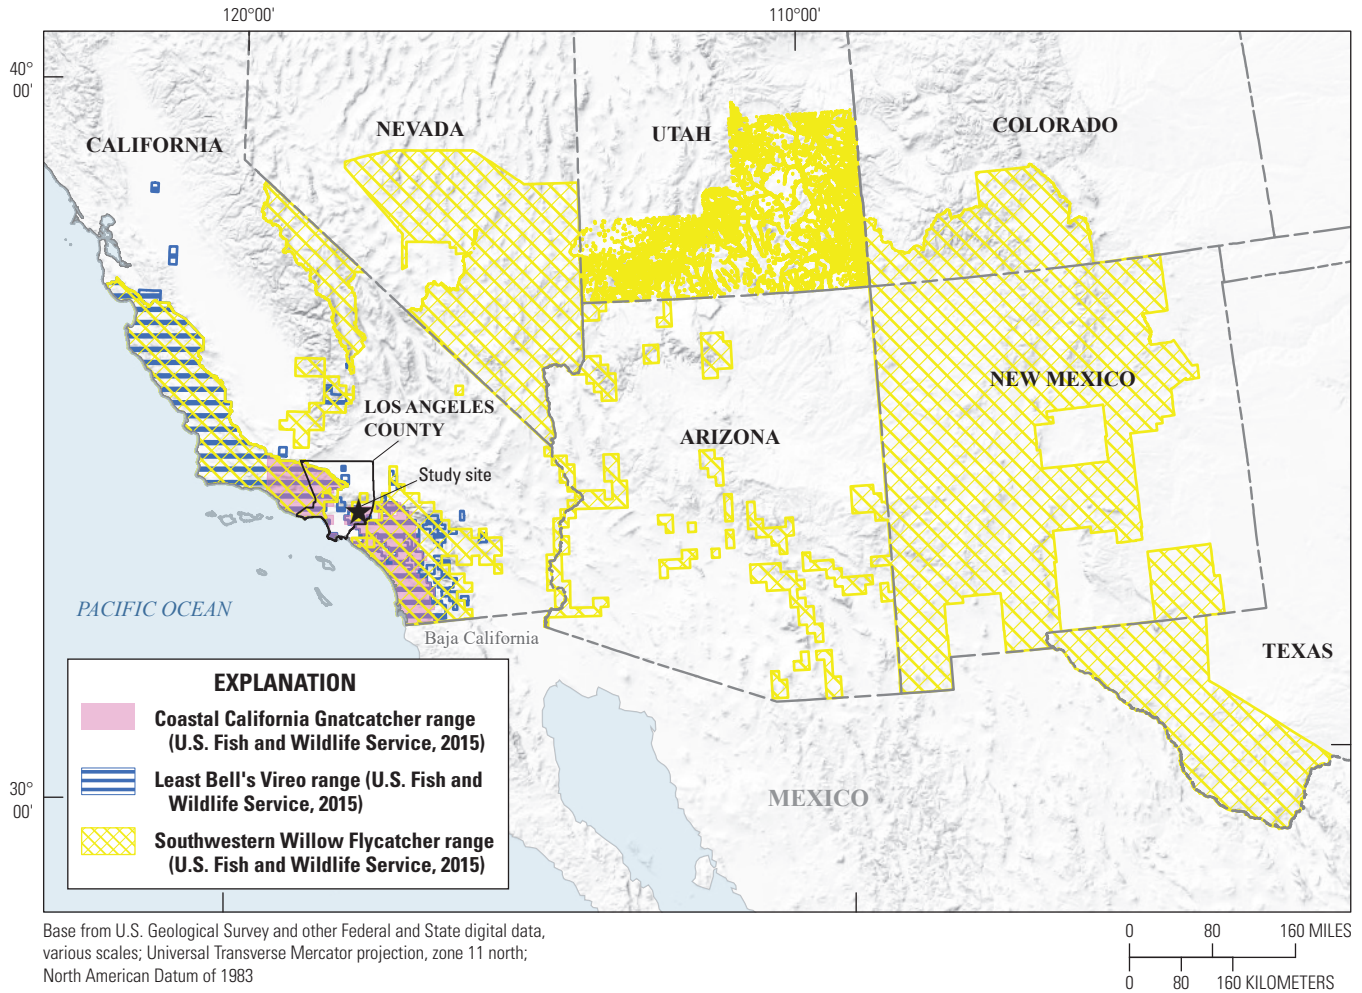 120°00' 110°00'
40°
00'
CALIFORNIA
NEVADA
UTAH
COLORADO
NEW MEXICO
LOS ANGELES
COUNTY
ARIZONA
Study site
PACIFIC OCEAN
Baja California
TEXAS
MEXICO
30°
00'
EXPLANATION
Coastal California Gnatcatcher range
(U.S. Fish and Wildlife Service, 2015)
Least Bell's Vireo range (U.S. Fish and
Wildlife Service, 2015)
Southwestern Willow Flycatcher range
(U.S. Fish and Wildlife Service, 2015)
Base from U.S. Geological Survey and other Federal and State digital data,
various scales; Universal Transverse Mercator projection, zone 11 north;
North American Datum of 1983
0 80 160 MILES
0 80 160 KILOMETERS